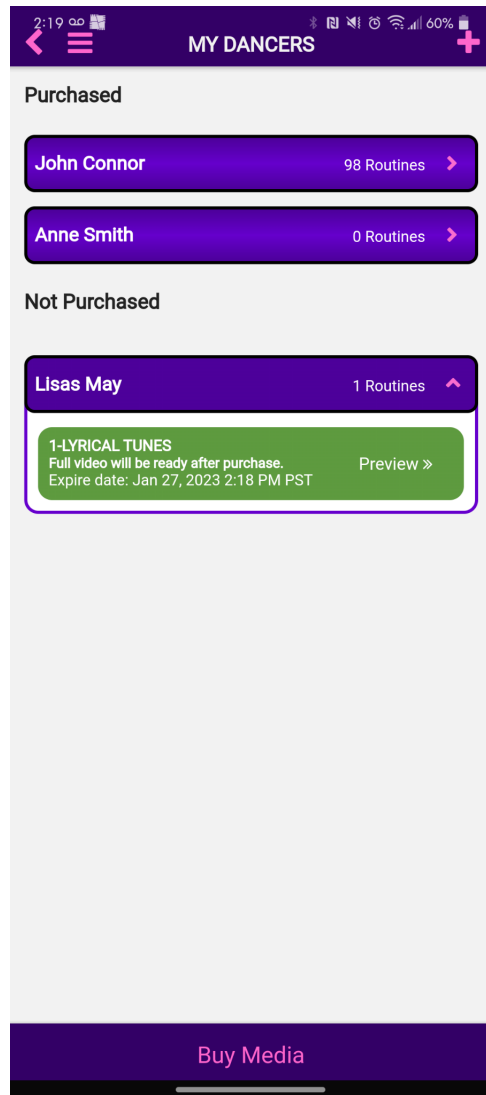 2:19
60%
MY DANCERS
Purchased
John Connor 98 Routines
Anne Smith 0 Routines
Not Purchased
Lisas May 1 Routines
1-LYRICAL TUNES
Full video will be ready after purchase. Preview »
Expire date: Jan 27, 2023 2:18 PM PST
Buy Media